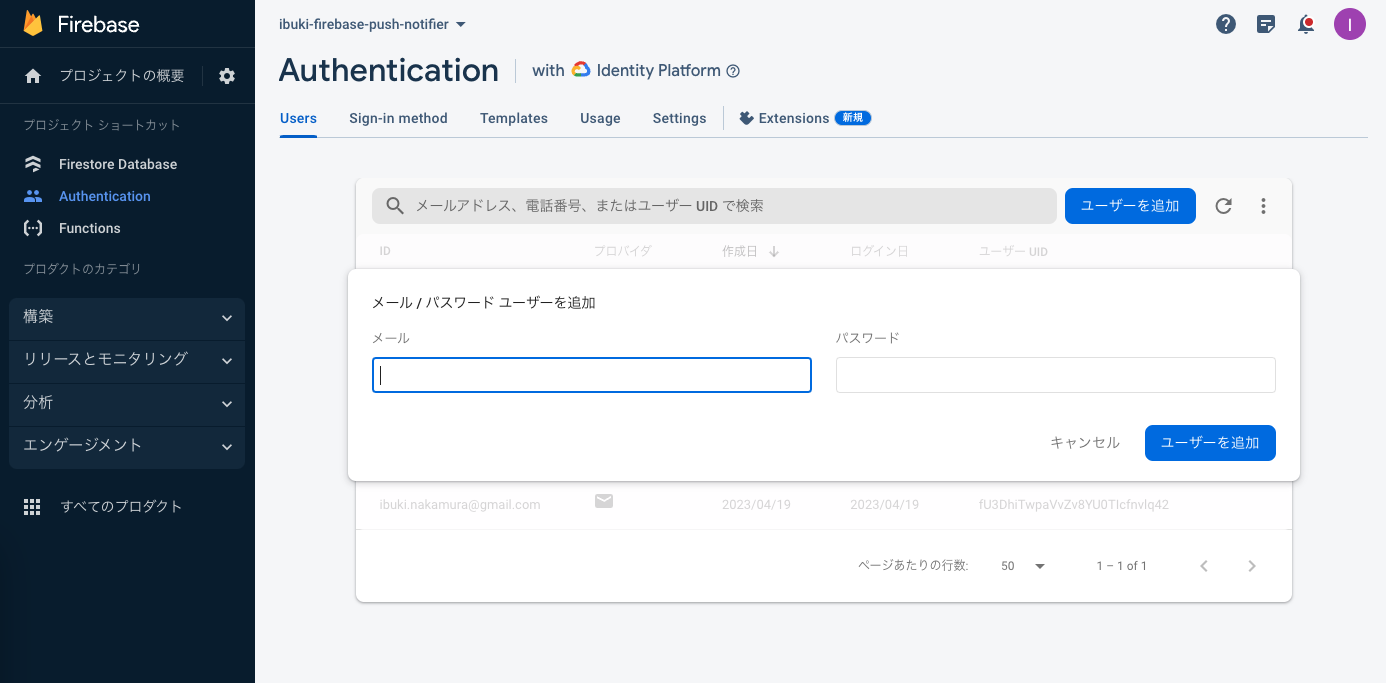 Firebase
プロジェクトの概要
プロジェクト ショートカット
Firestore Database
Authentication
Functions
プロダクトのカテゴリ
構築
リリースとモニタリング
分析
エンゲージメント
すべてのプロダクト
ibuki-firebase-push-notifier
I
Authentication with Identity Platform
Users Sign-in method Templates Usage Settings Extensions 新規
メールアドレス、電話番号、またはユーザー UID で検索 ユーザーを追加
ID プロバイダ 作成日 ログイン日 ユーザー UID
メール / パスワード ユーザーを追加
メール パスワード
キャンセル ユーザーを追加
ibuki.nakamura@gmail.com 2023/04/19 2023/04/19 fU3DhiTwpaVvZv8YU0TIcfnvlq42
ページあたりの行数: 50 1 – 1 of 1